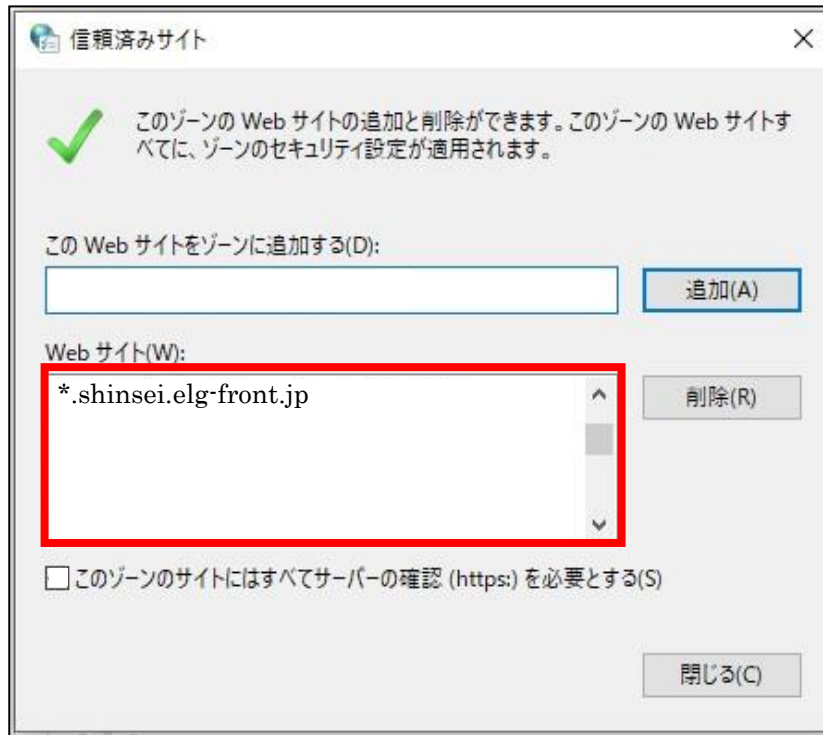 信頼済みサイト
このゾーンの Web サイトの追加と削除ができます。このゾーンの Web サイトす
べてに、ゾーンのセキュリティ設定が適用されます。
この Web サイトをゾーンに追加する(D):
追加(A)
Web サイト(W):
*.shinsei.elg-front.jp
削除(R)
このゾーンのサイトにはすべてサーバーの確認 (https:) を必要とする(S)
閉じる(C)